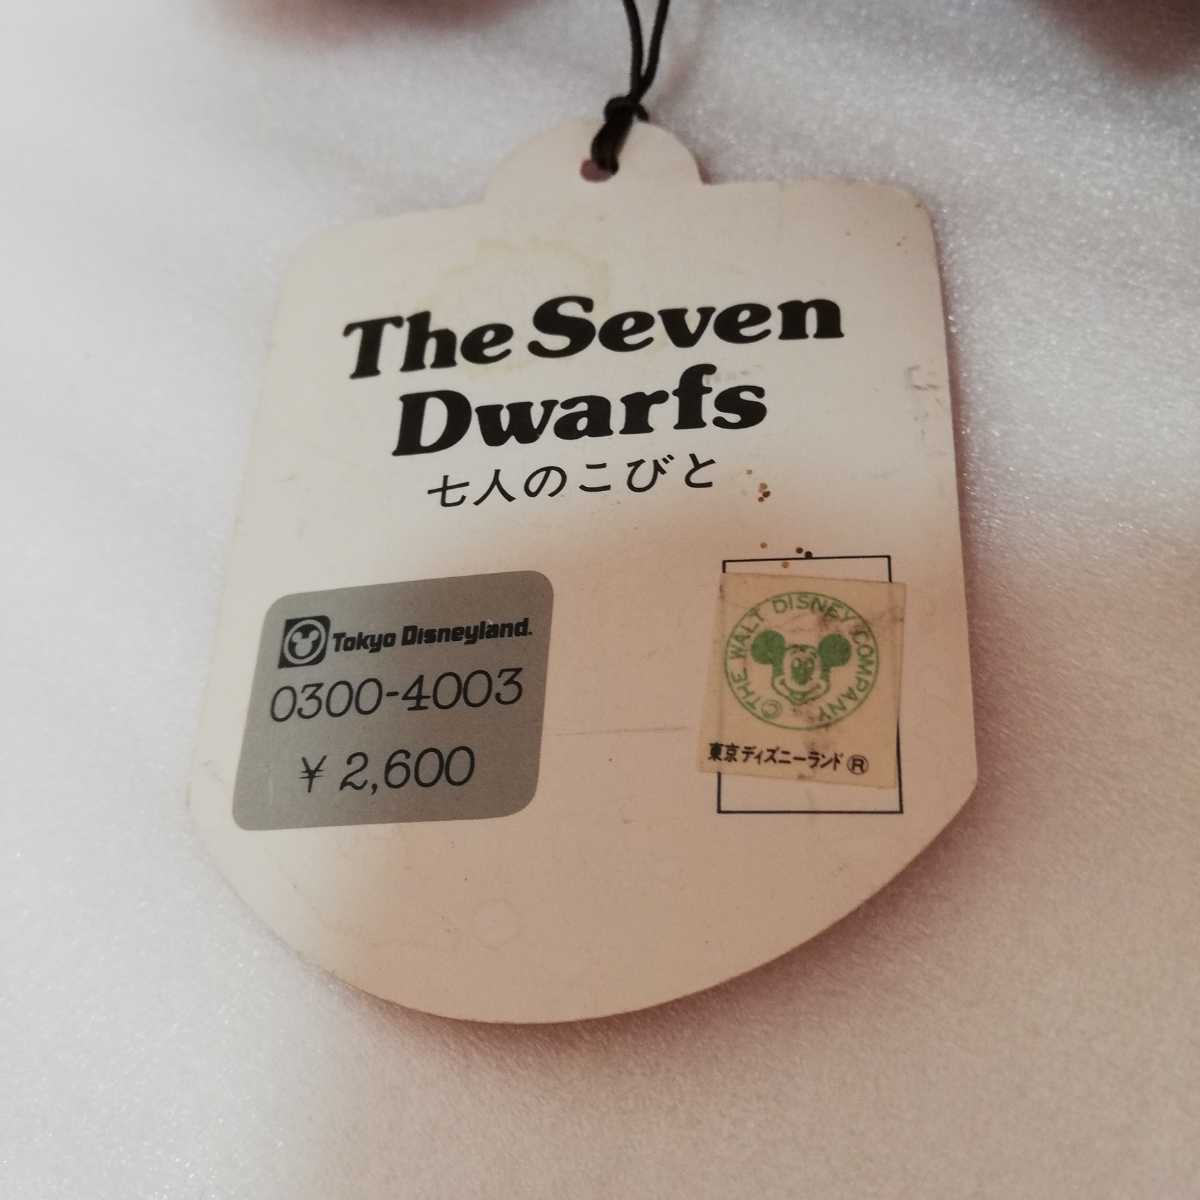 The Seven
Dwarfs
七人のこびと
Tokyo Disneyland.
0300-4003
¥ 2,600
©THE WALT DISNEY COMPANY
東京ディズニーランド®